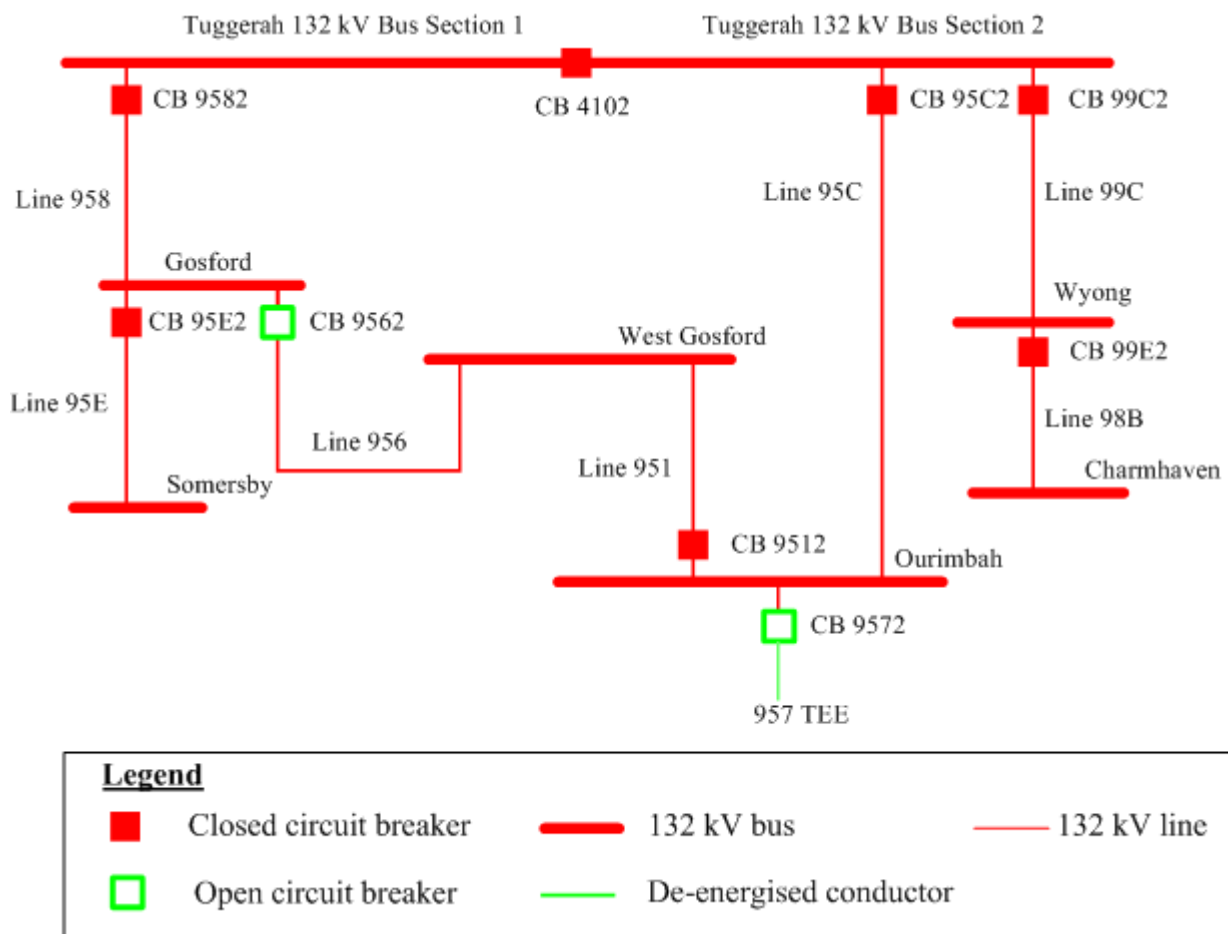 Tuggerah 132 kV Bus Section 1
Tuggerah 132 kV Bus Section 2
CB 9582
CB 4102
CB 95C2
CB 99C2
Line 958
Line 95C
Line 99C
Gosford
Wyong
CB 95E2
CB 9562
West Gosford
CB 99E2
Line 95E
Line 956
Line 951
Line 98B
Somersby
Charmhaven
CB 9512
Ourimbah
CB 9572
957 TEE
Legend
Closed circuit breaker
132 kV bus
132 kV line
Open circuit breaker
De-energised conductor